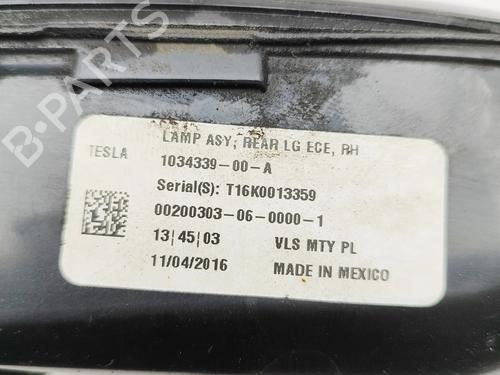 LAMP ASY, REAR LG ECE, RH
TESLA
1034339-00-A
Serial(S): T16K0013359
00200303-06-0000-1
13|45|03 VLS MTY PL
11/04/2016 MADE IN MEXICO
B-PARTS